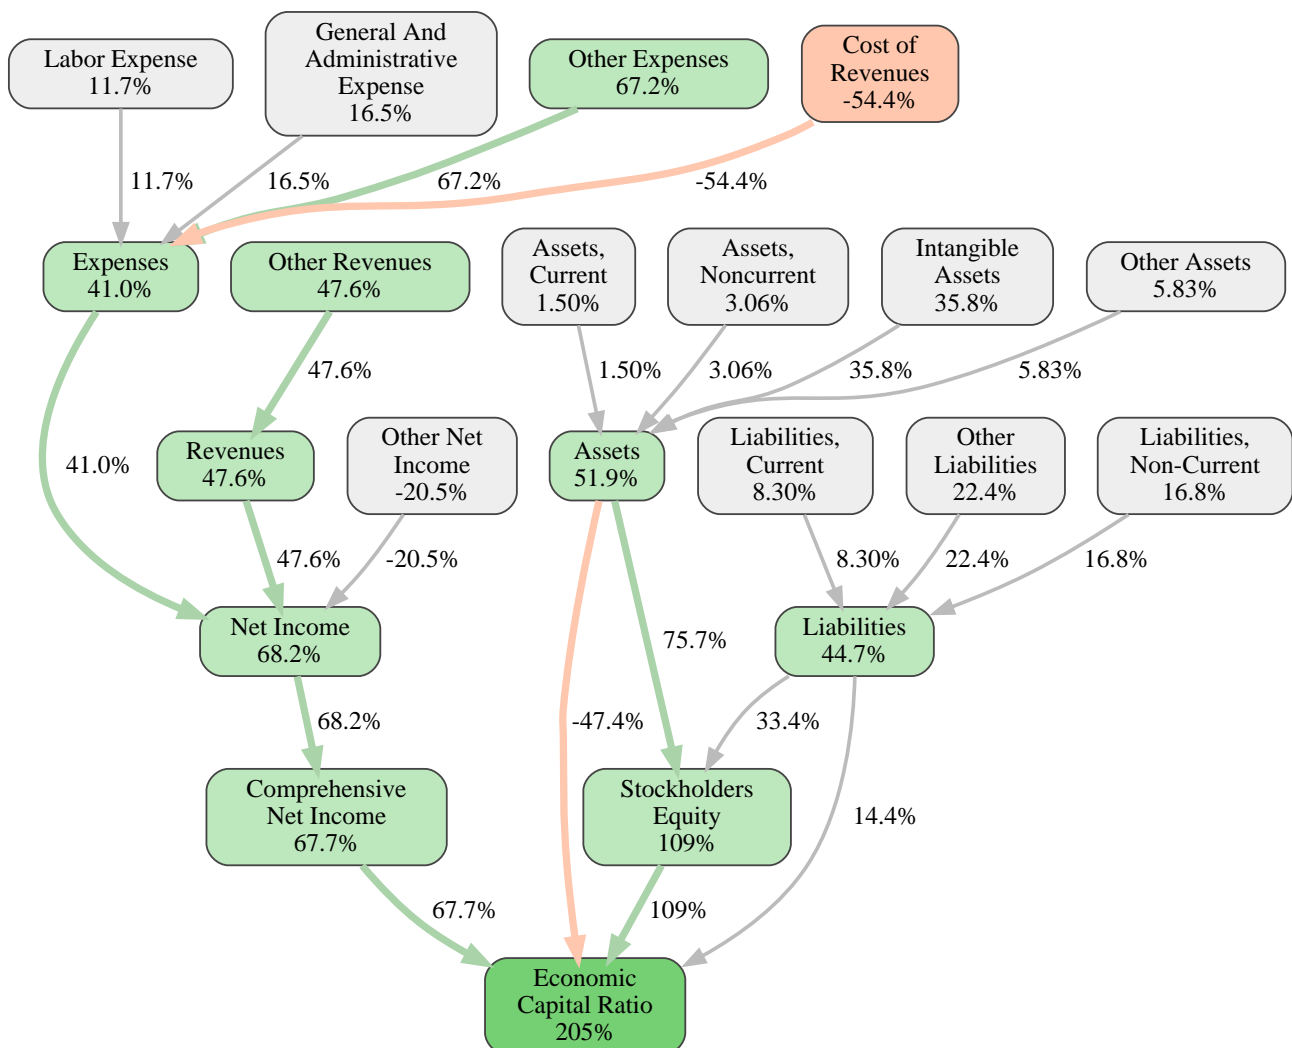 Labor Expense
11.7%
General And
Administrative
Expense
16.5%
Other Expenses
67.2%
Cost of
Revenues
-54.4%
11.7%
16.5%
67.2%
-54.4%
Expenses
41.0%
Other Revenues
47.6%
Assets,
Current
1.50%
Assets,
Noncurrent
3.06%
Intangible
Assets
35.8%
Other Assets
5.83%
47.6%
1.50%
3.06%
35.8%
5.83%
41.0%
Revenues
47.6%
Other Net
Income
-20.5%
Assets
51.9%
Liabilities,
Current
8.30%
Other
Liabilities
22.4%
Liabilities,
Non-Current
16.8%
47.6%
-20.5%
8.30%
22.4%
16.8%
Net Income
68.2%
75.7%
Liabilities
44.7%
68.2%
-47.4%
33.4%
Comprehensive
Net Income
67.7%
Stockholders
Equity
109%
14.4%
67.7%
109%
Economic
Capital Ratio
205%